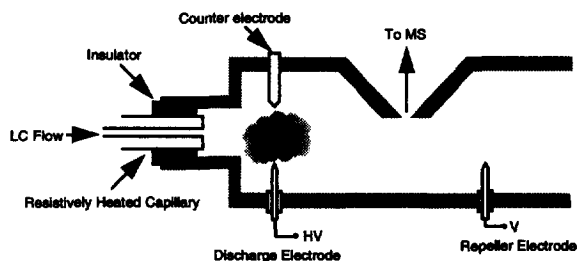 Counter electrode
To MS
Insulator
LC Flow
Resistively Heated Capillary
HV
V
Discharge Electrode
Repeller Electrode